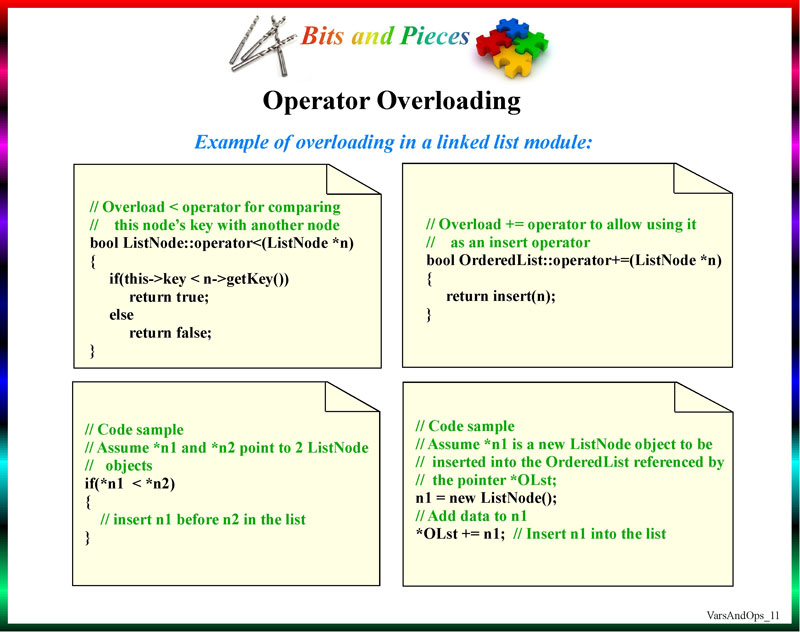 Bits and Pieces
Operator Overloading
Example of overloading in a linked list module:
// Overload < operator for comparing
//    this node’s key with another node
bool ListNode::operator<(ListNode *n)
{
if(this->key < n->getKey())
return true;
else
return false;
}
// Overload += operator to allow using it
//    as an insert operator
bool OrderedList::operator+=(ListNode *n)
{
return insert(n);
}
// Code sample
// Assume *n1 and *n2 point to 2 ListNode
//   objects
if(*n1  < *n2)
{
// insert n1 before n2 in the list
}
// Code sample
// Assume *n1 is a new ListNode object to be
//  inserted into the OrderedList referenced by
//  the pointer *OLst;
n1 = new ListNode();
// Add data to n1
*OLst += n1;  // Insert n1 into the list
VarsAndOps_11